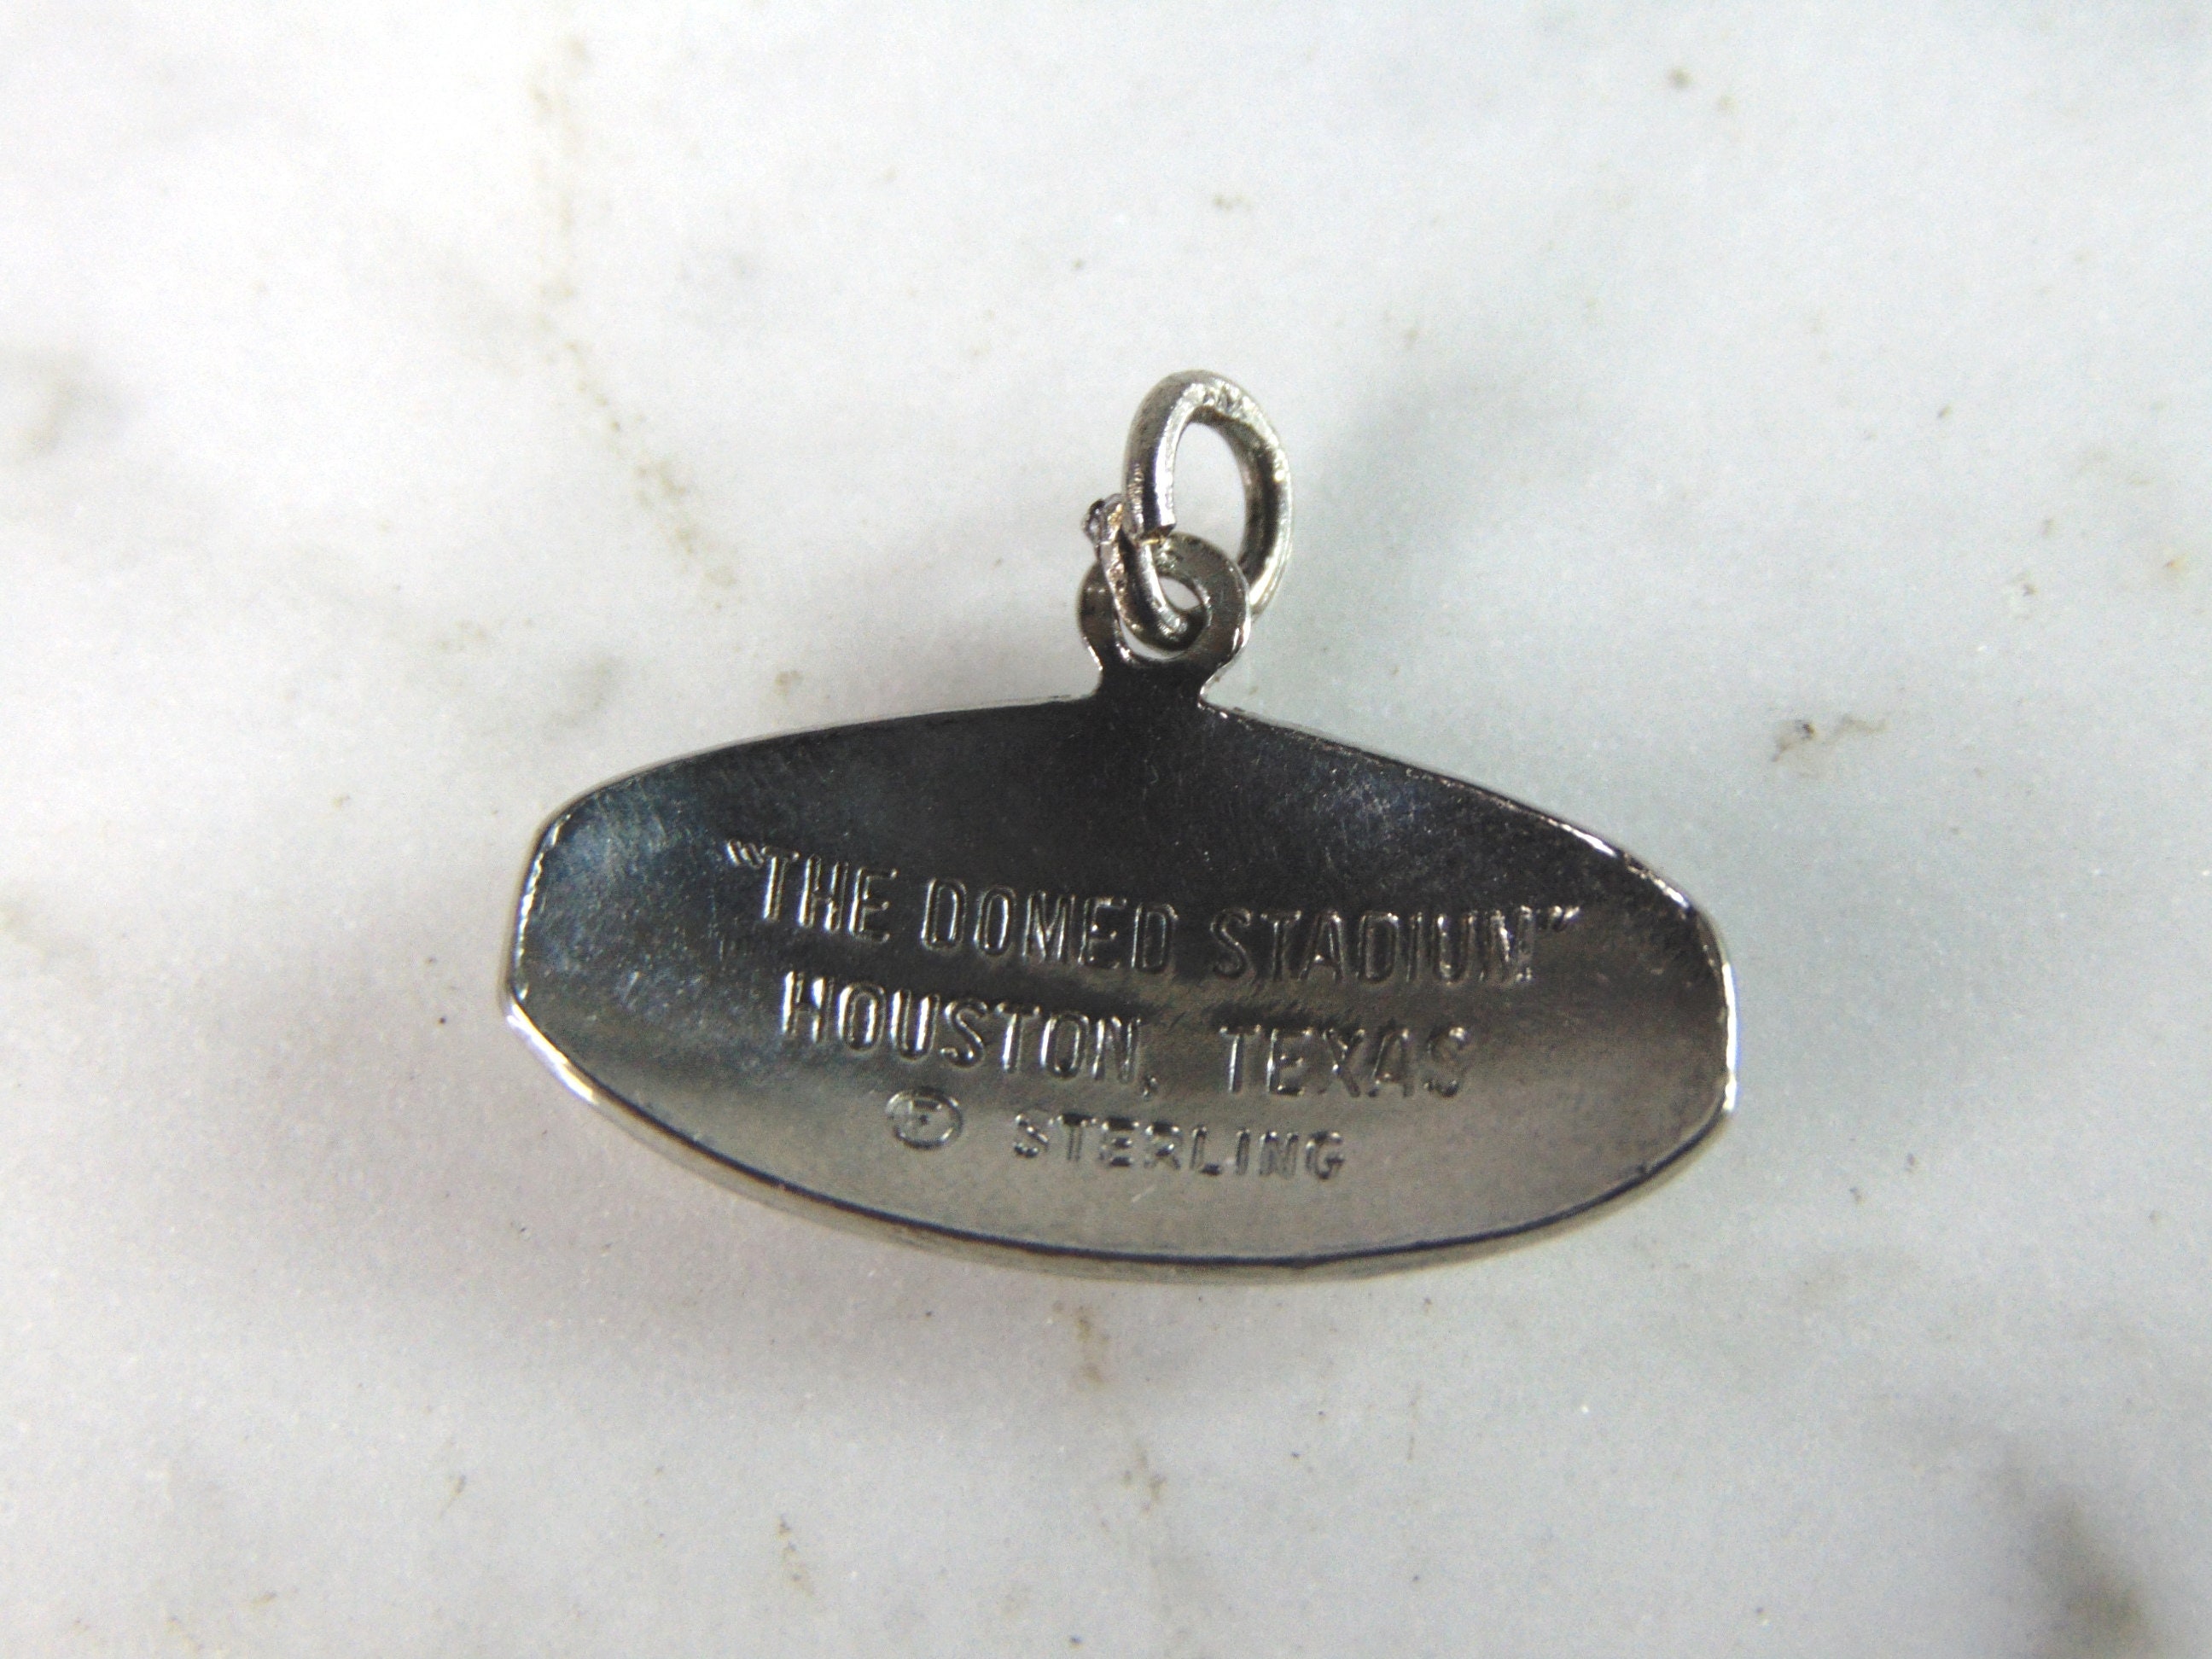 "THE DOMED STADIUM"
HOUSTON, TEXAS
© STERLING